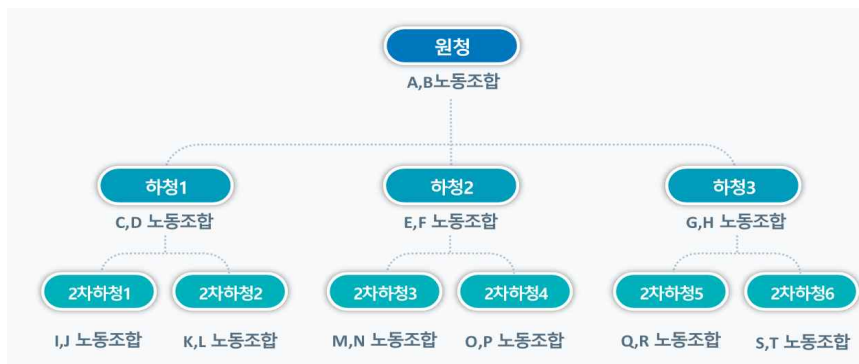 원청
A,B노동조합
하청1 하청2 하청3
C,D 노동조합 E,F 노동조합 G,H 노동조합
2차하청1 2차하청2 2차하청3 2차하청4 2차하청5 2차하청6
I,J 노동조합 K,L 노동조합 M,N 노동조합 O,P 노동조합 Q,R 노동조합 S,T 노동조합